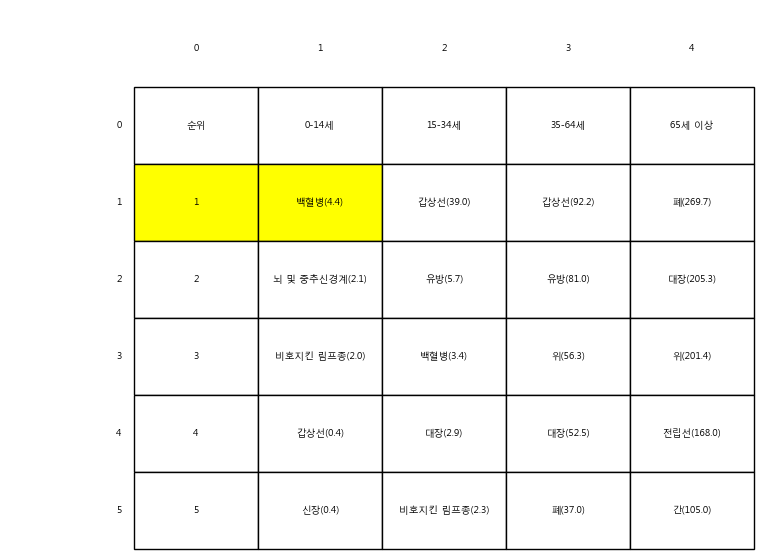 0 1 2 3 4
0 순위 0-14세 15-34세 35-64세 65세 이상
1 1 백혈병(4.4) 갑상선(39.0) 갑상선(92.2) 폐(269.7)
2 2 뇌 및 중추신경계(2.1) 유방(5.7) 유방(81.0) 대장(205.3)
3 3 비호지킨 림프종(2.0) 백혈병(3.4) 위(56.3) 위(201.4)
4 4 갑상선(0.4) 대장(2.9) 대장(52.5) 전립선(168.0)
5 5 신장(0.4) 비호지킨 림프종(2.3) 폐(37.0) 간(105.0)